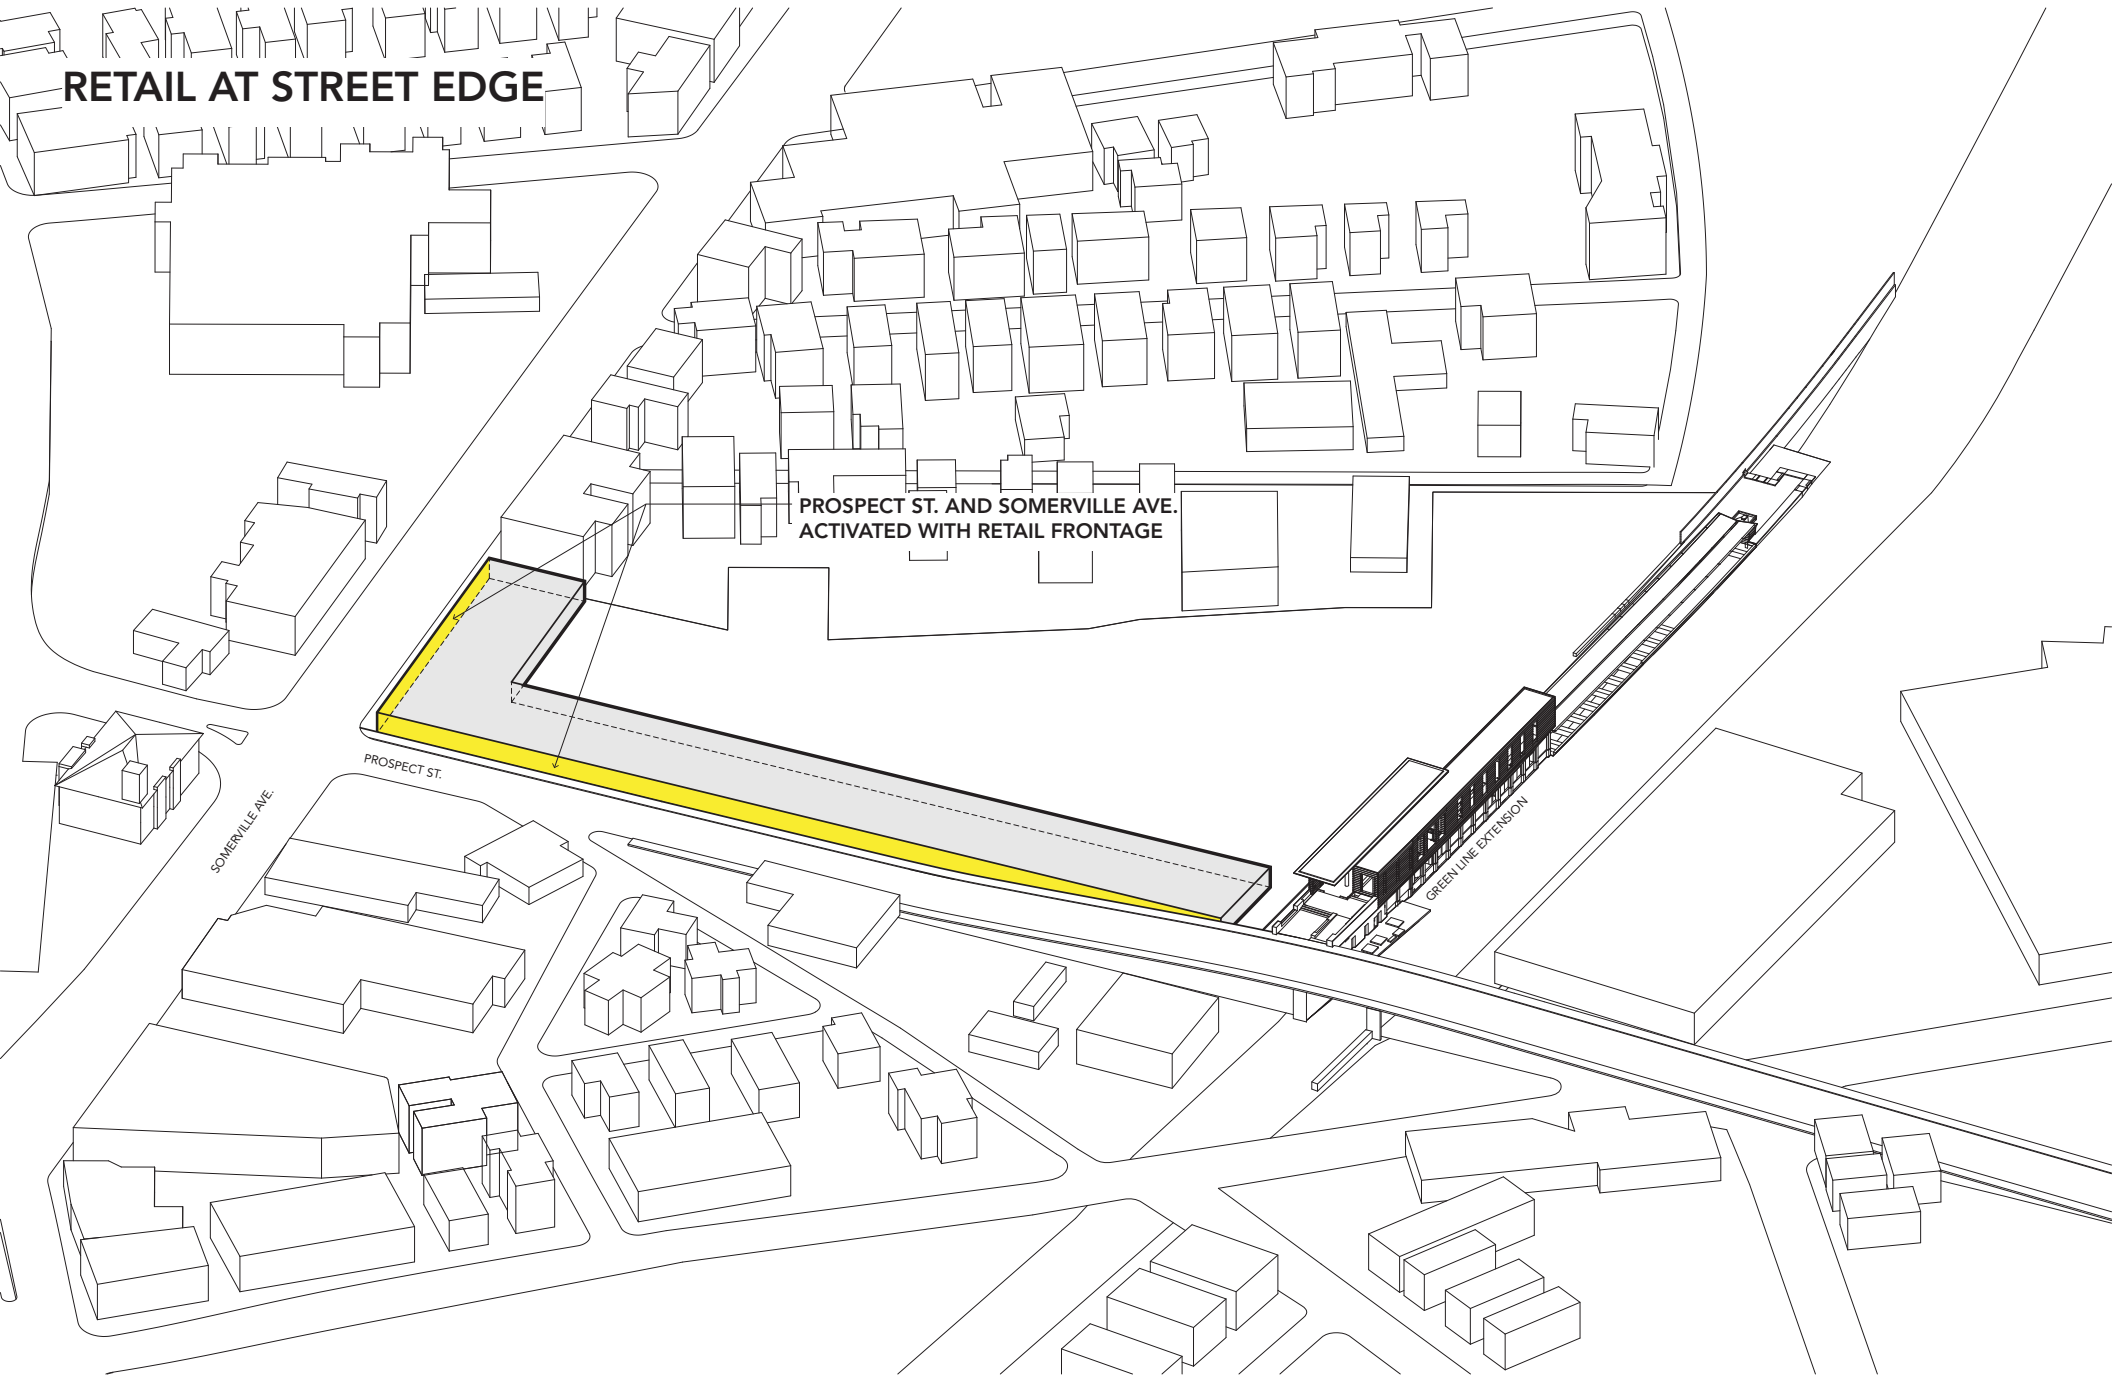 RETAIL AT STREET EDGE
PROSPECT ST. AND SOMERVILLE AVE.
ACTIVATED WITH RETAIL FRONTAGE
PROSPECT ST.
SOMERVILLE AVE.
GREEN LINE EXTENSION